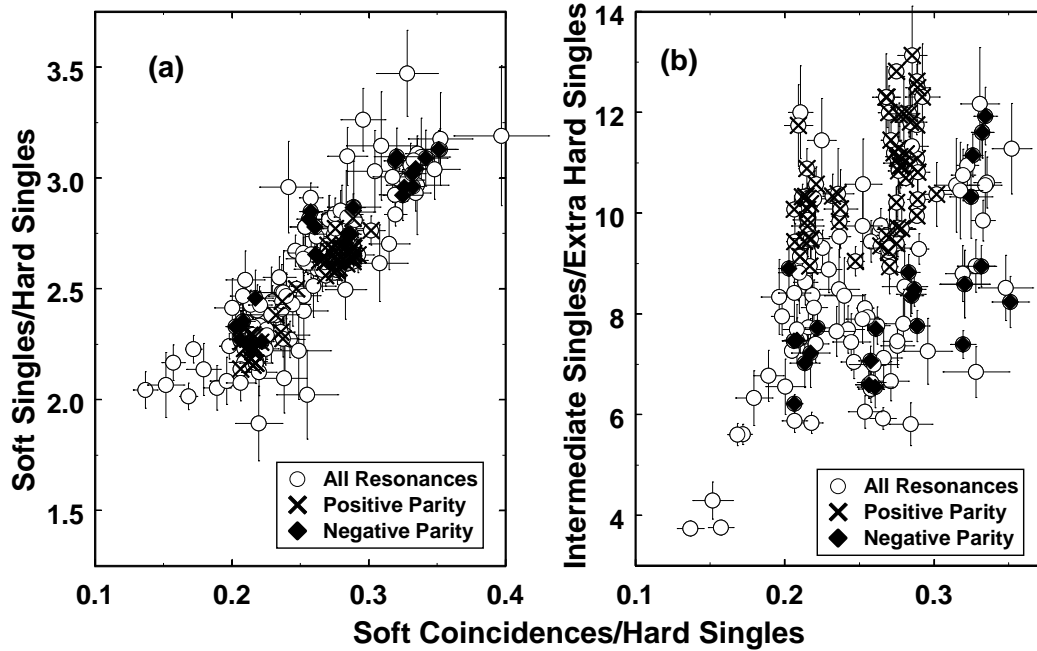 (a)
Soft Singles/Hard Singles
3.5
3.0
2.5
2.0
1.5
0.1
0.2
0.3
0.4
All Resonances
Positive Parity
Negative Parity
(b)
Intermediate Singles/Extra Hard Singles
14
12
10
8
6
4
0.1
0.2
0.3
All Resonances
Positive Parity
Negative Parity
Soft Coincidences/Hard Singles